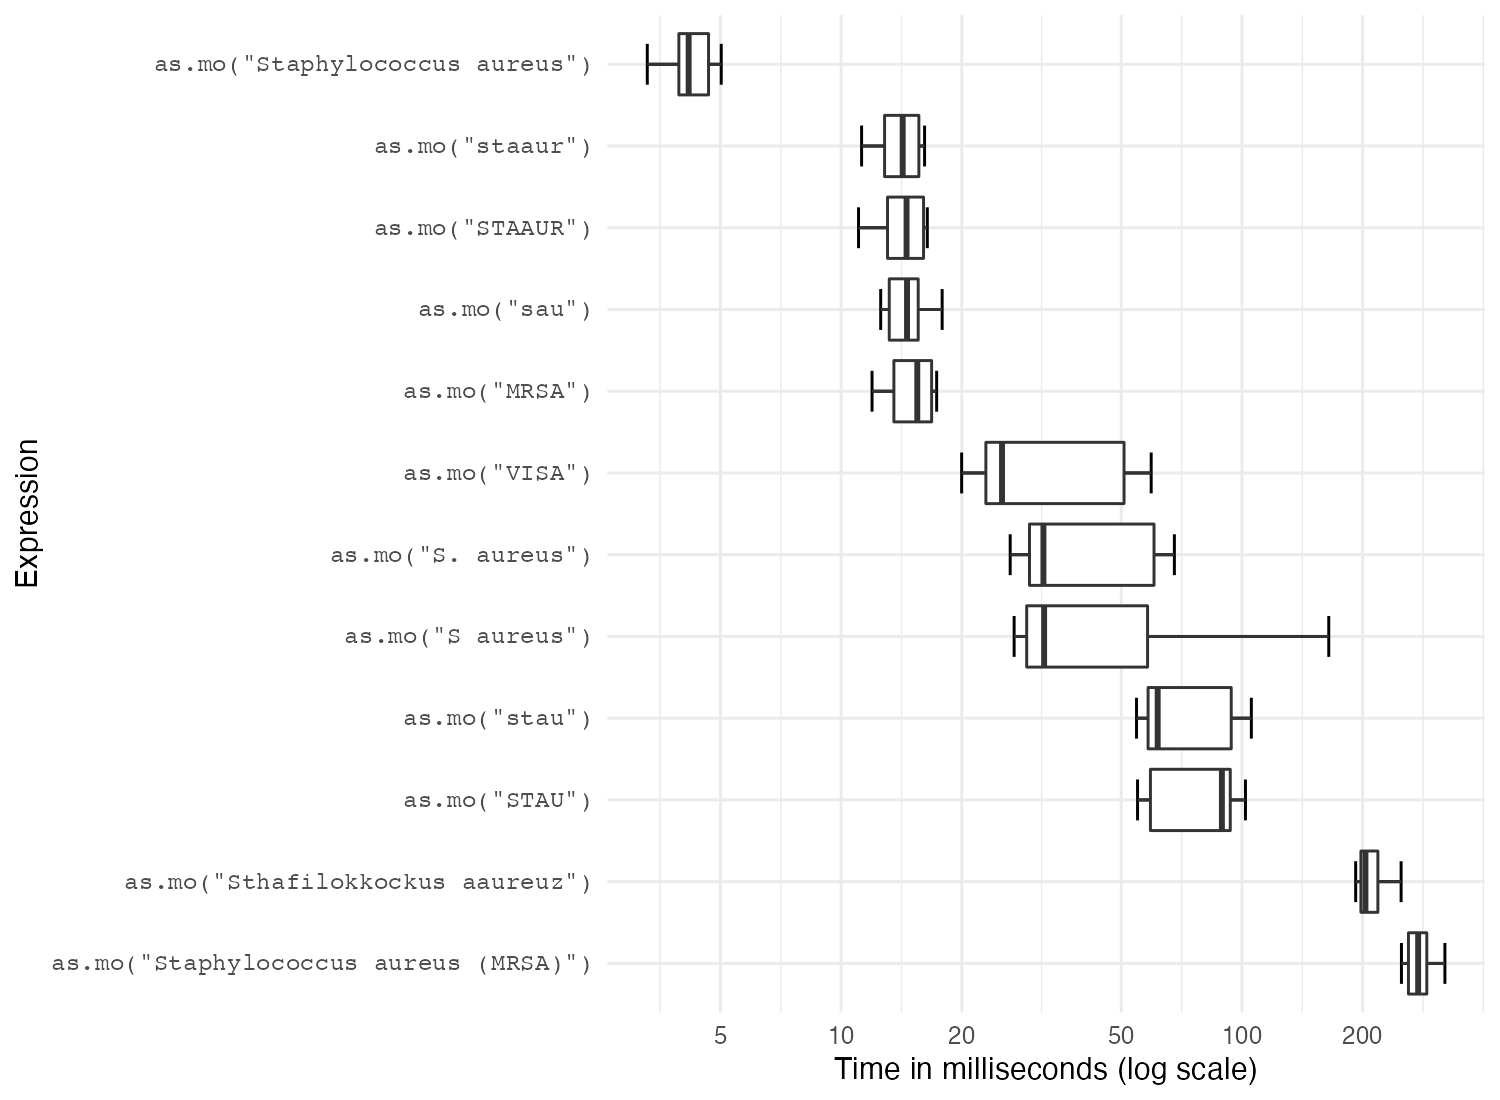 as.mo("Staphylococcus aureus")
as.mo("staaur")
as.mo("STAAUR")
as.mo("sau")
as.mo("MRSA")
as.mo("VISA")
as.mo("S. aureus")
as.mo("S aureus")
as.mo("stau")
as.mo("STAU")
as.mo("Sthafilokkockus aaureuz")
as.mo("Staphylococcus aureus (MRSA)")
Expression
5 10 20 50 100 200
Time in milliseconds (log scale)